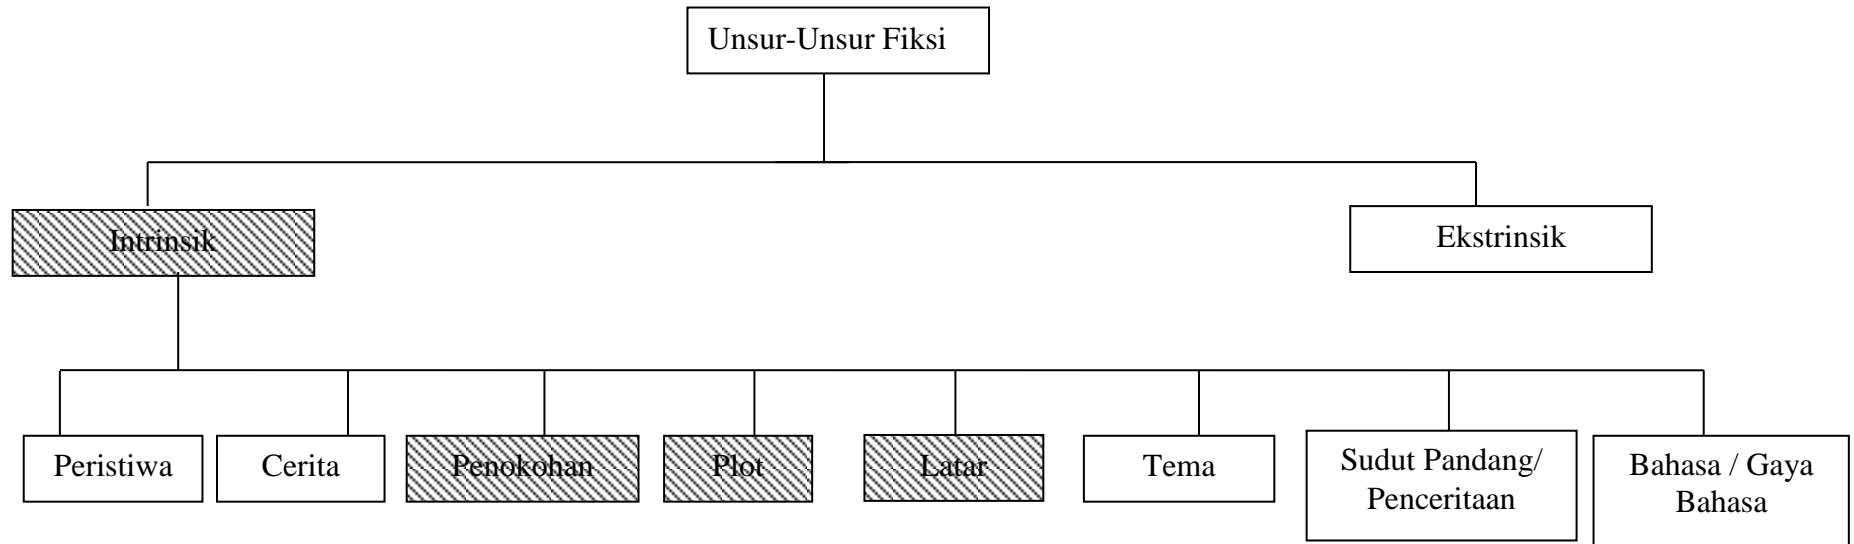 Unsur-Unsur Fiksi
Intrinsik
Ekstrinsik
Peristiwa
Cerita
Penokohan
Plot
Latar
Tema
Sudut Pandang/
Penceritaan
Bahasa / Gaya
Bahasa